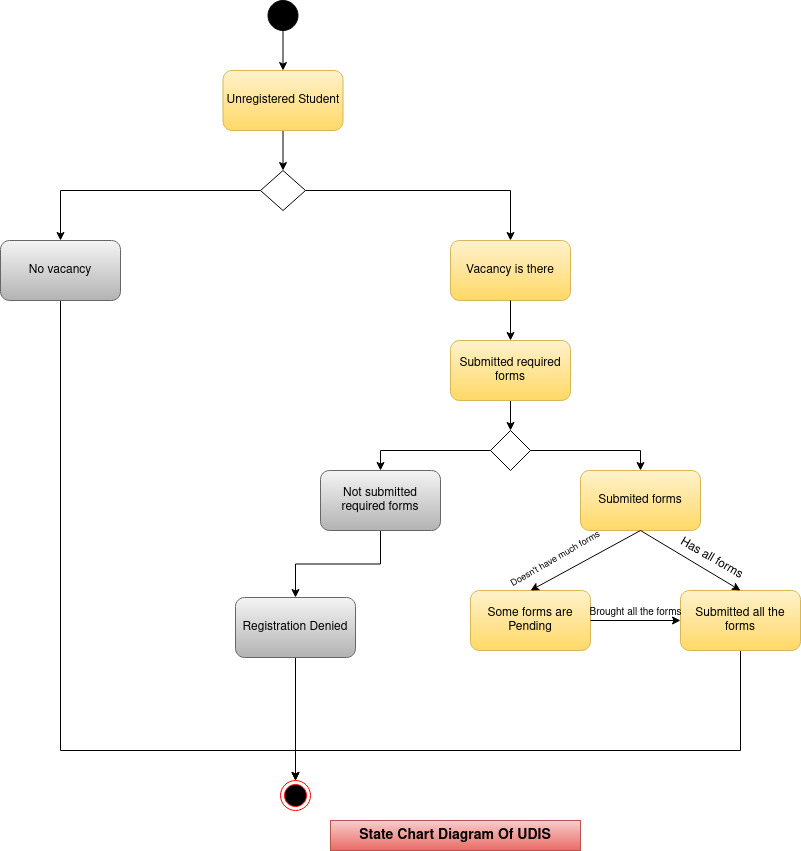 Unregistered Student
No vacancy
Vacancy is there
Submitted required
forms
Not submitted
required forms
Submited forms
Doesn't have much forms
Has all forms
Registration Denied
Some forms are
Pending
Brought all the forms
Submitted all the
forms
State Chart Diagram Of UDIS